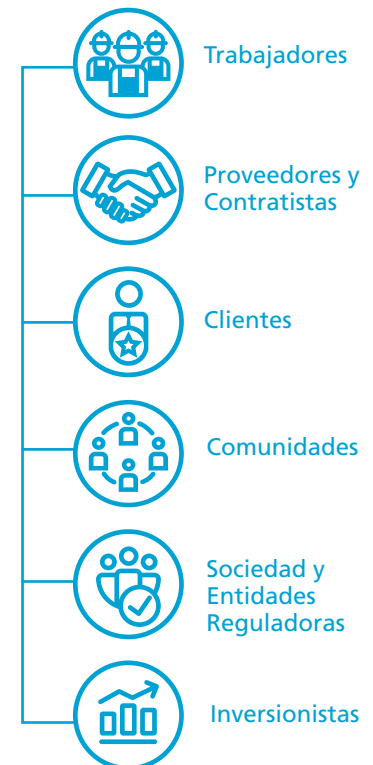 Trabajadores
Proveedores y
Contratistas
Clientes
Comunidades
Sociedad y
Entidades
Reguladoras
Inversionistas